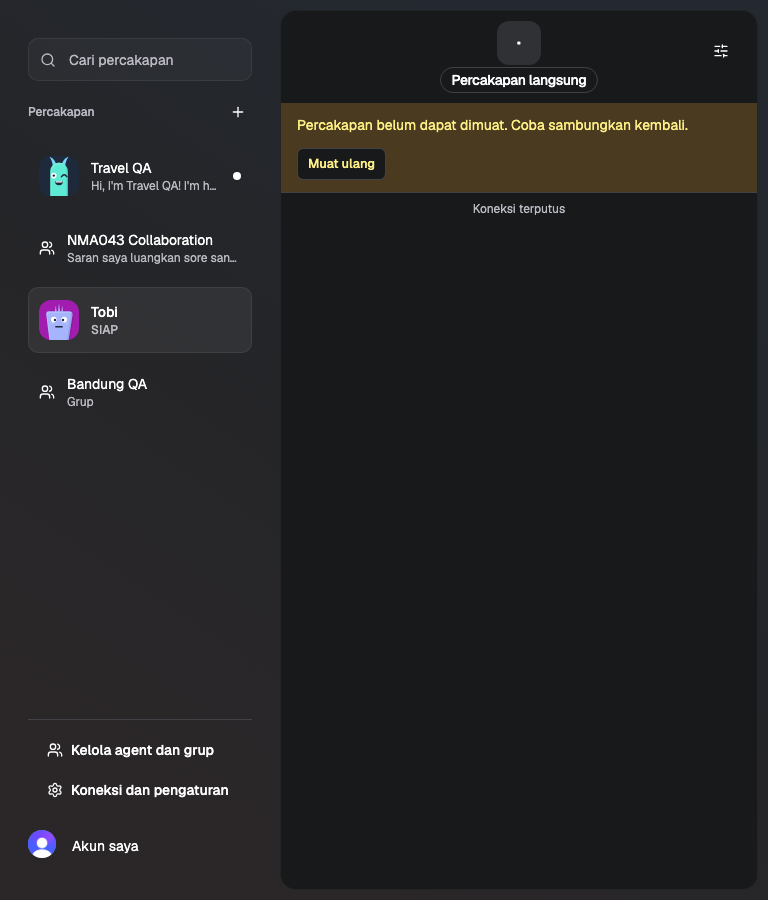 Cari percakapan
Percakapan
Travel QA
Hi, I'm Travel QA! I'm h...
NMA043 Collaboration
Saran saya luangkan sore san...
Tobi
SIAP
Bandung QA
Grup
Kelola agent dan grup
Koneksi dan pengaturan
Akun saya
Percakapan langsung
Percakapan belum dapat dimuat. Coba sambungkan kembali.
Muat ulang
Koneksi terputus